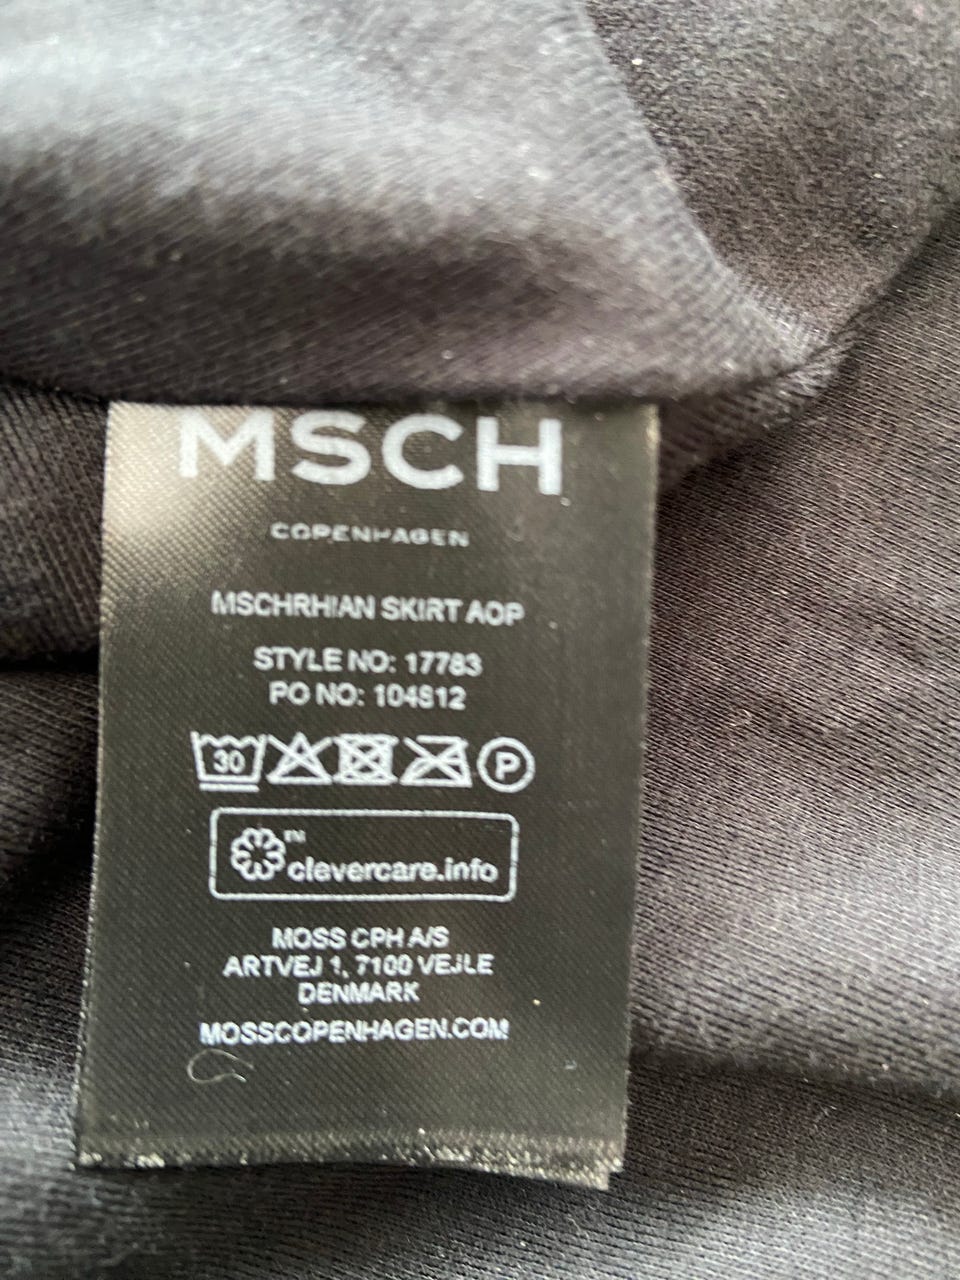 MSCH
COPENHAGEN
MSCHRHIAN SKIRT AOP
STYLE NO: 17783
PO NO: 104812
30 P
TM
clevercare.info
MOSS CPH A/S
ARTVEJ 1, 7100 VEJLE
DENMARK
MOSSCOPENHAGEN.COM